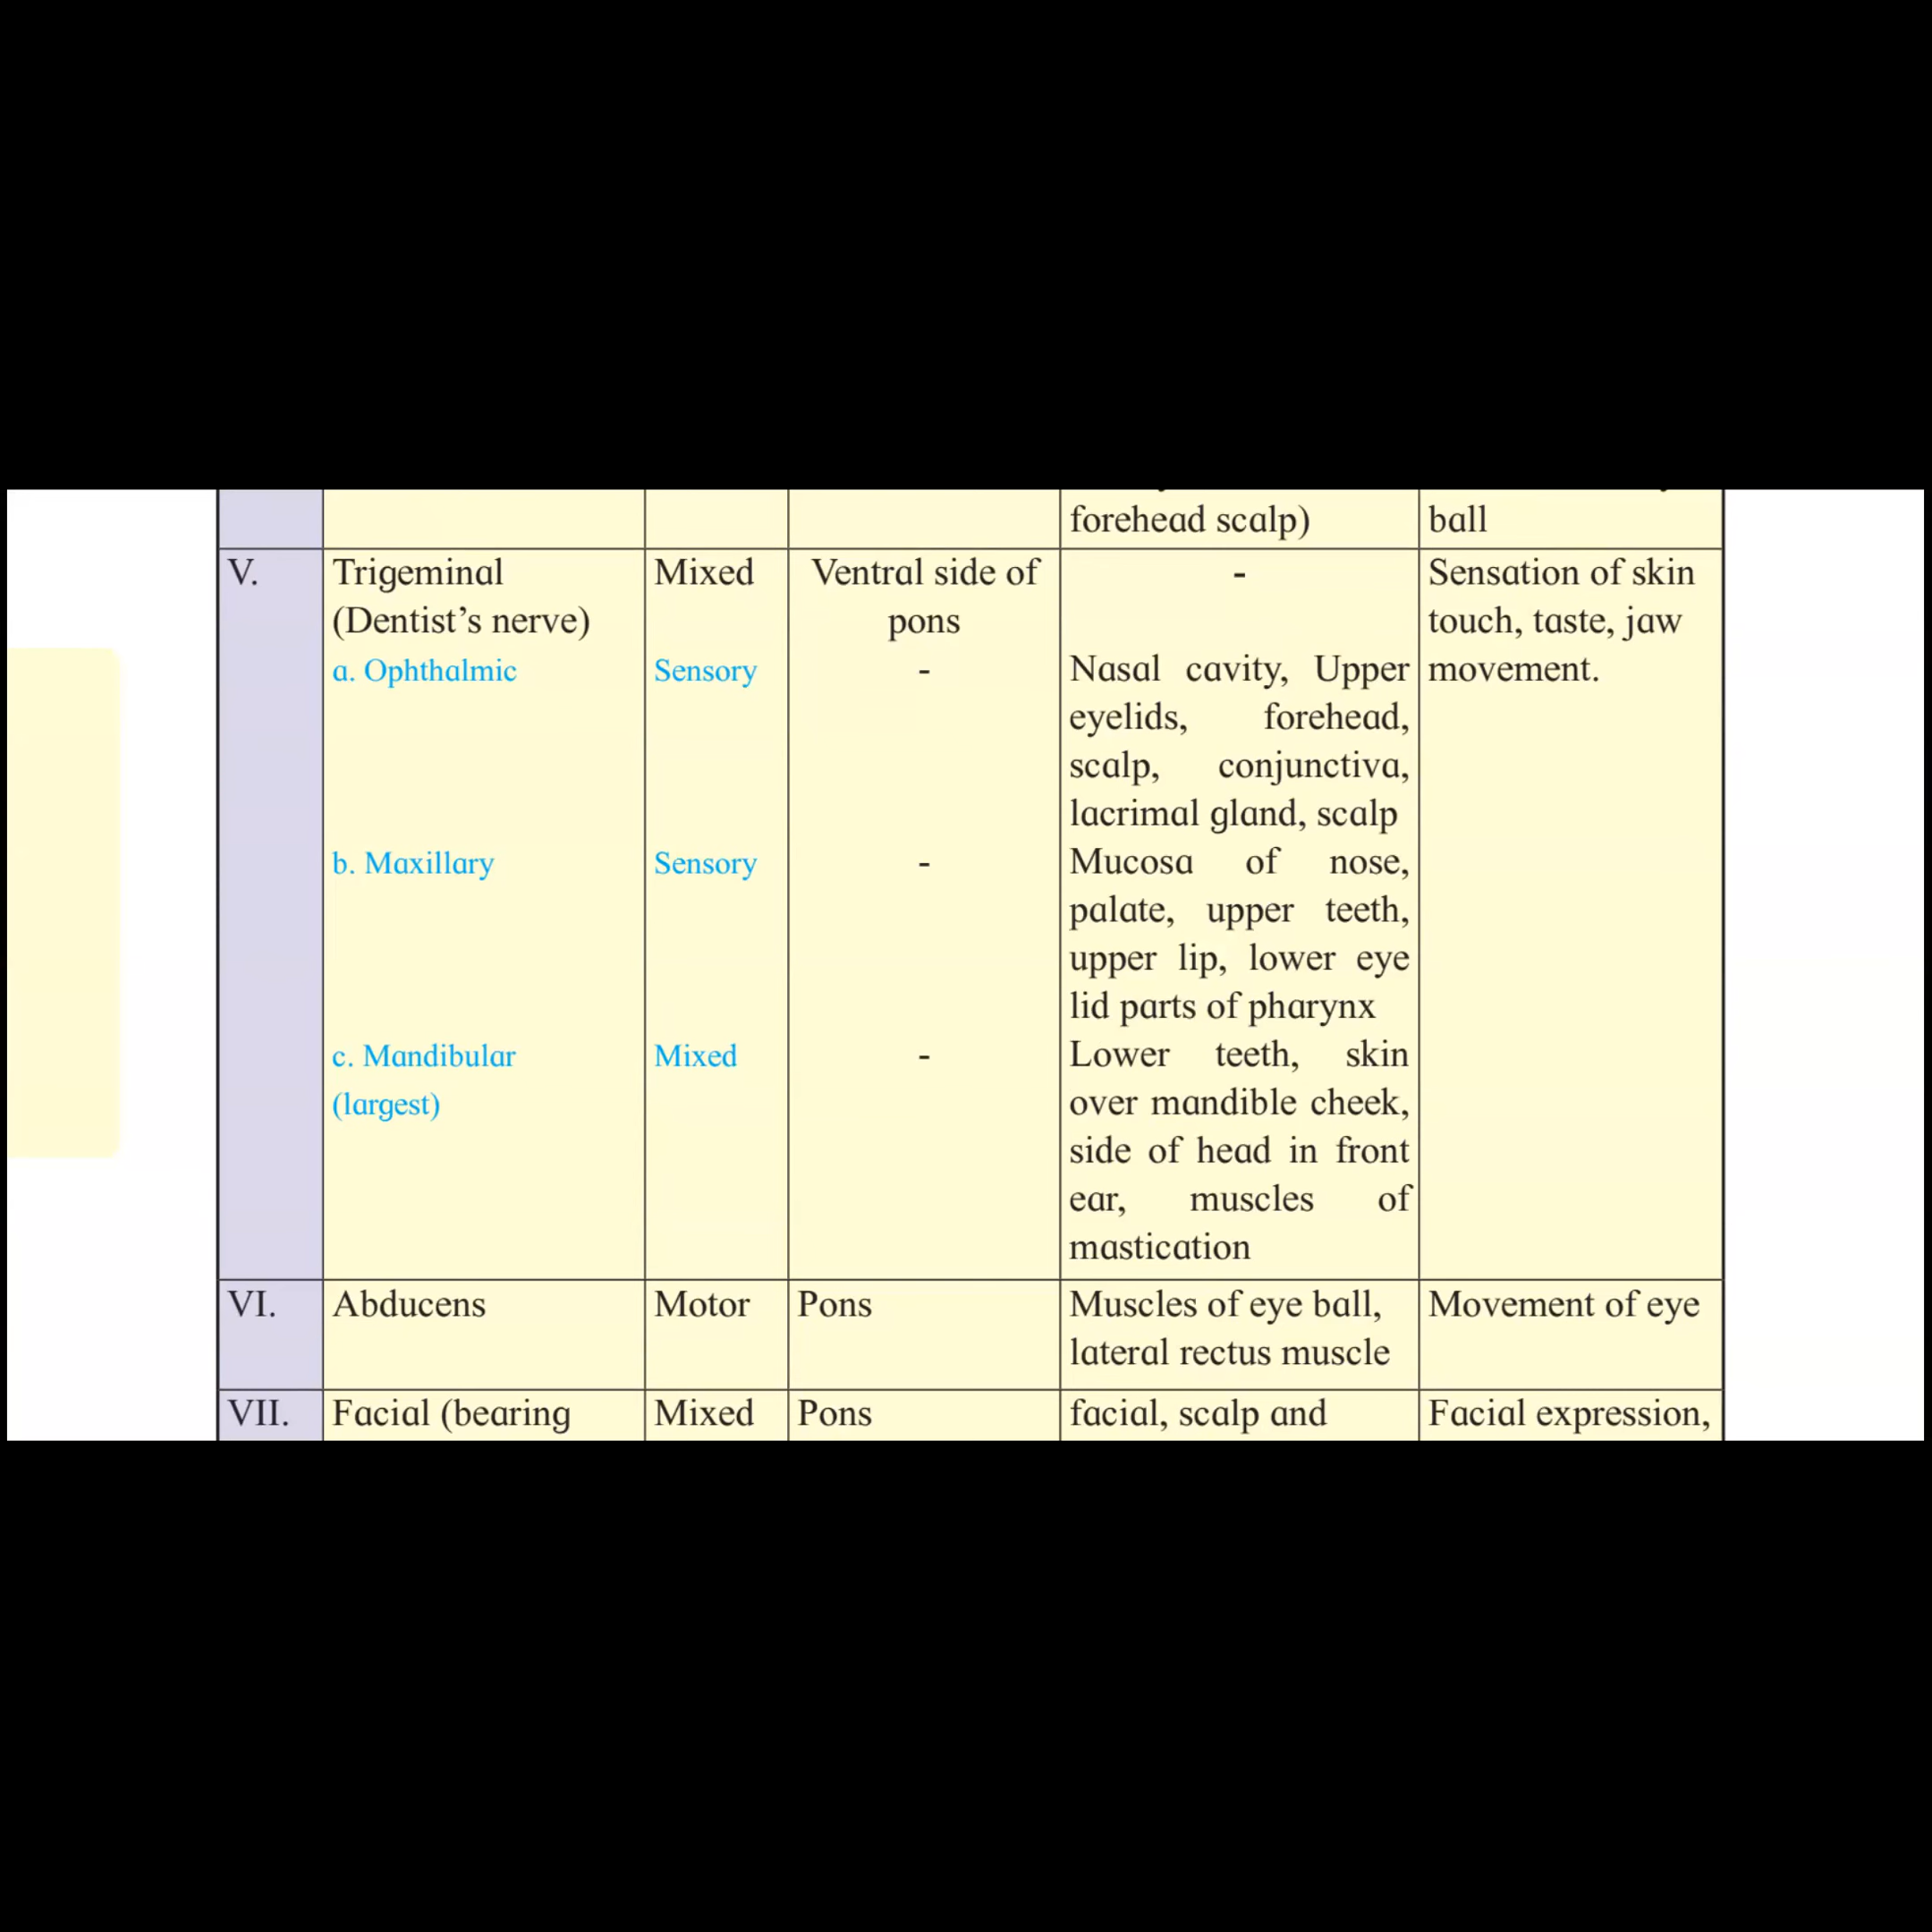 forehead scalp)
ball
V.
Trigeminal
(Dentist's nerve)
Mixed
Ventral side of
pons
-
Sensation of skin
touch, taste, jaw
movement.
a. Ophthalmic
Sensory
-
Nasal cavity, Upper
eyelids, forehead,
scalp, conjunctiva,
lacrimal gland, scalp
b. Maxillary
Sensory
-
Mucosa of nose,
palate, upper teeth,
upper lip, lower eye
lid parts of pharynx
c. Mandibular
(largest)
Mixed
-
Lower teeth, skin
over mandible cheek,
side of head in front
ear, muscles of
mastication
VI.
Abducens
Motor
Pons
Muscles of eye ball,
lateral rectus muscle
Movement of eye
VII.
Facial (bearing
Mixed
Pons
facial, scalp and
Facial expression,